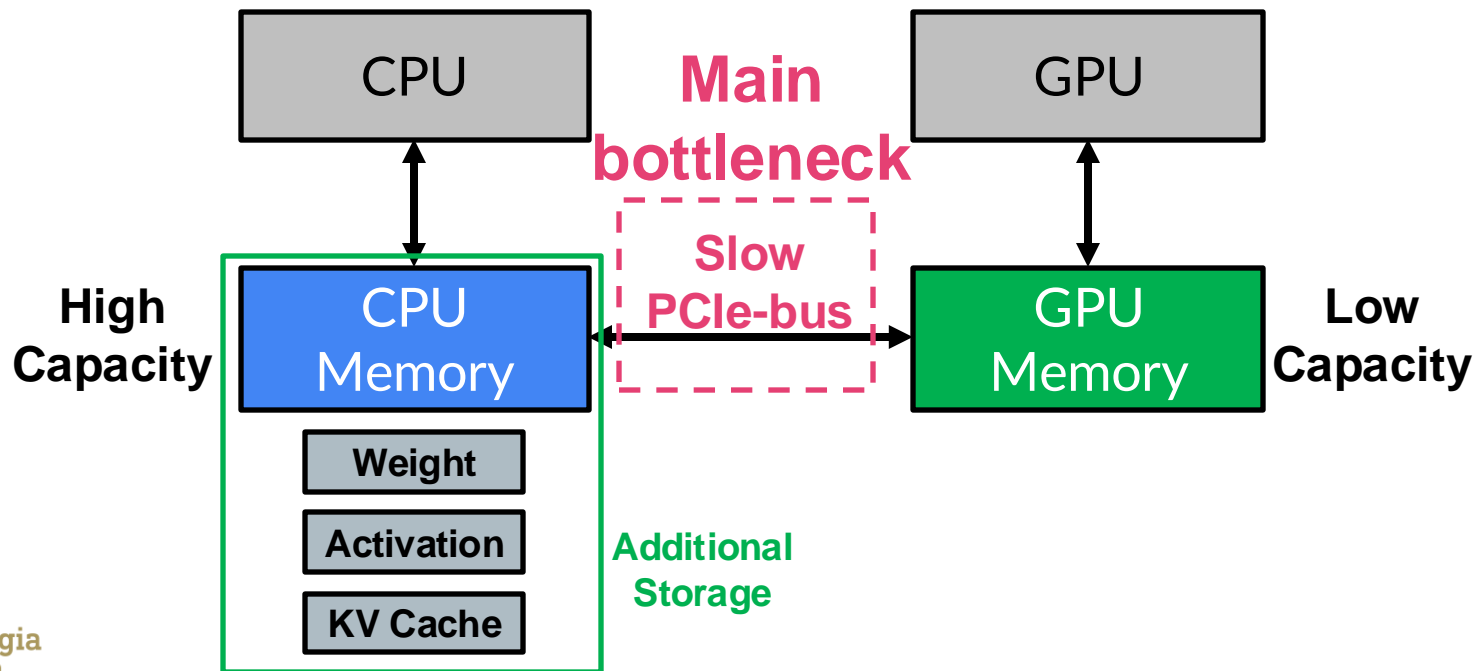 CPU
Main
bottleneck
GPU
High
Capacity
CPU
Memory
Slow
PCIe-bus
GPU
Memory
Low
Capacity
Weight
Activation
KV Cache
Additional
Storage
gia